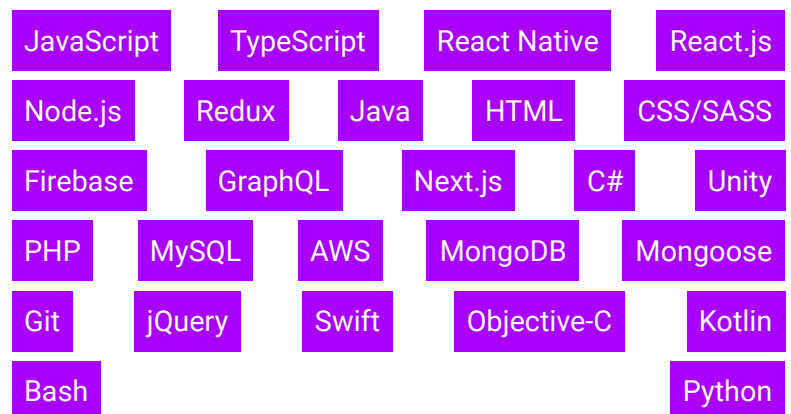 JavaScript TypeScript React Native React.js
Node.js Redux Java HTML CSS/SASS
Firebase GraphQL Next.js C# Unity
PHP MySQL AWS MongoDB Mongoose
Git jQuery Swift Objective-C Kotlin
Bash Python